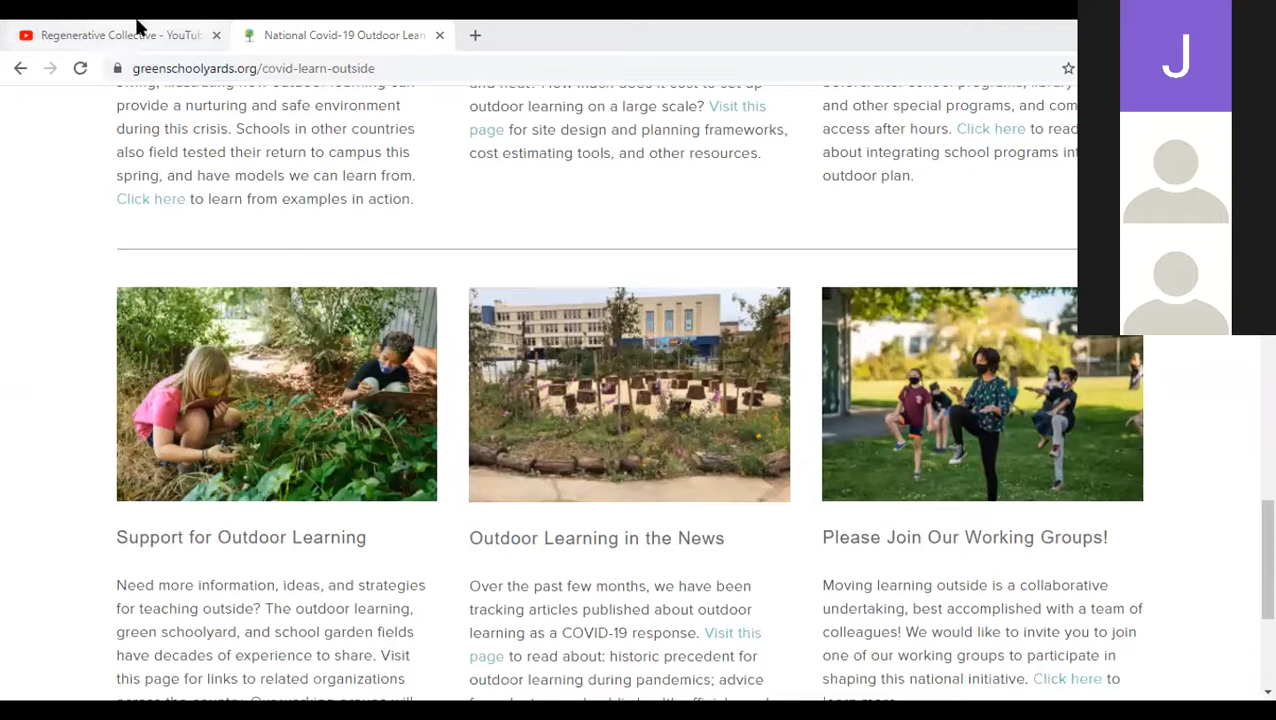 Regenerative Collective - YouTub
National Covid-19 Outdoor Lear
greenschoolyards.org/covid-learn-outside
J
provide a nurturing and safe environment
during this crisis. Schools in other countries
also field tested their return to campus this
spring, and have models we can learn from.
Click here to learn from examples in action.
outdoor learning on a large scale? Visit this
page for site design and planning frameworks,
cost estimating tools, and other resources.
and other special programs, and com
access after hours. Click here to read
about integrating school programs int
outdoor plan.
Support for Outdoor Learning
Need more information, ideas, and strategies
for teaching outside? The outdoor learning,
green schoolyard, and school garden fields
have decades of experience to share. Visit
this page for links to related organizations
Outdoor Learning in the News
Over the past few months, we have been
tracking articles published about outdoor
learning as a COVID-19 response. Visit this
page to read about: historic precedent for
outdoor learning during pandemics; advice
Please Join Our Working Groups!
Moving learning outside is a collaborative
undertaking, best accomplished with a team of
colleagues! We would like to invite you to join
one of our working groups to participate in
shaping this national initiative. Click here to